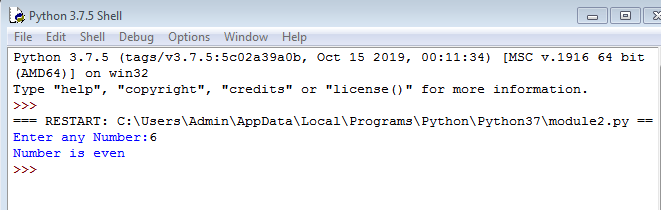 Python 3.7.5 Shell
File Edit Shell Debug Options Window Help
Python 3.7.5 (tags/v3.7.5:5c02a39a0b, Oct 15 2019, 00:11:34) [MSC v.1916 64 bit
(AMD64)] on win32
Type "help", "copyright", "credits" or "license()" for more information.
>>>
=== RESTART: C:\Users\Admin\AppData\Local\Programs\Python\Python37\module2.py ==
Enter any Number:6
Number is even
>>>